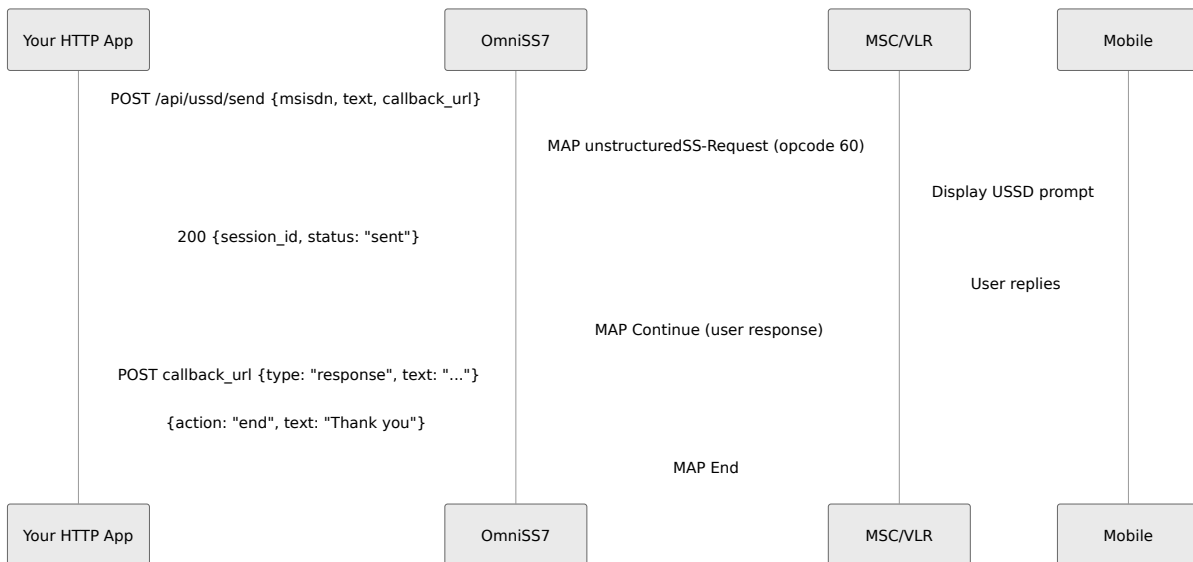 Your HTTP App
OmniSS7
MSC/VLR
Mobile
POST /api/ussd/send {msisdn, text, callback_url}
MAP unstructuredSS-Request (opcode 60)
Display USSD prompt
200 {session_id, status: "sent"}
User replies
MAP Continue (user response)
POST callback_url {type: "response", text: "..."}
{action: "end", text: "Thank you"}
MAP End
Your HTTP App
OmniSS7
MSC/VLR
Mobile